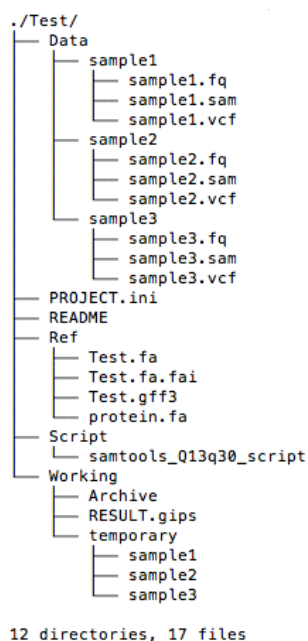 ./Test/
├── Data
│   ├── sample1
│   │   ├── sample1.fq
│   │   ├── sample1.sam
│   │   └── sample1.vcf
│   ├── sample2
│   │   ├── sample2.fq
│   │   ├── sample2.sam
│   │   └── sample2.vcf
│   └── sample3
│       ├── sample3.fq
│       ├── sample3.sam
│       └── sample3.vcf
├── PROJECT.ini
├── README
├── Ref
│   ├── Test.fa
│   ├── Test.fa.fai
│   ├── Test.gff3
│   └── protein.fa
├── Script
│   └── samtools_Q13q30_script
└── Working
    ├── Archive
    ├── RESULT.gips
    └── temporary
        ├── sample1
        ├── sample2
        └── sample3
12 directories, 17 files